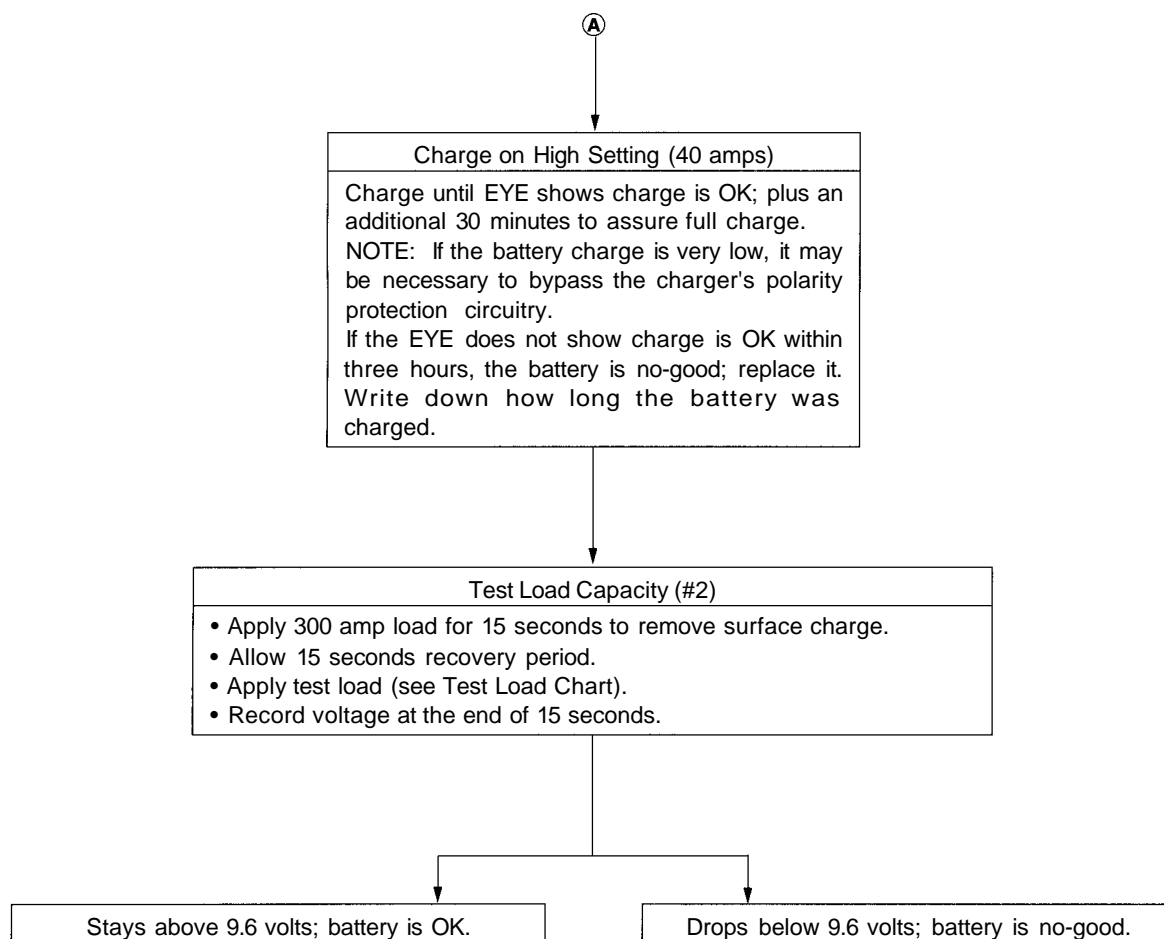 A
Charge on High Setting (40 amps)
Charge until EYE shows charge is OK; plus an
additional 30 minutes to assure full charge.
NOTE: If the battery charge is very low, it may
be necessary to bypass the charger's polarity
protection circuitry.
If the EYE does not show charge is OK within
three hours, the battery is no-good; replace it.
Write down how long the battery was
charged.
Test Load Capacity (#2)
• Apply 300 amp load for 15 seconds to remove surface charge.
• Allow 15 seconds recovery period.
• Apply test load (see Test Load Chart).
• Record voltage at the end of 15 seconds.
Stays above 9.6 volts; battery is OK.
Drops below 9.6 volts; battery is no-good.